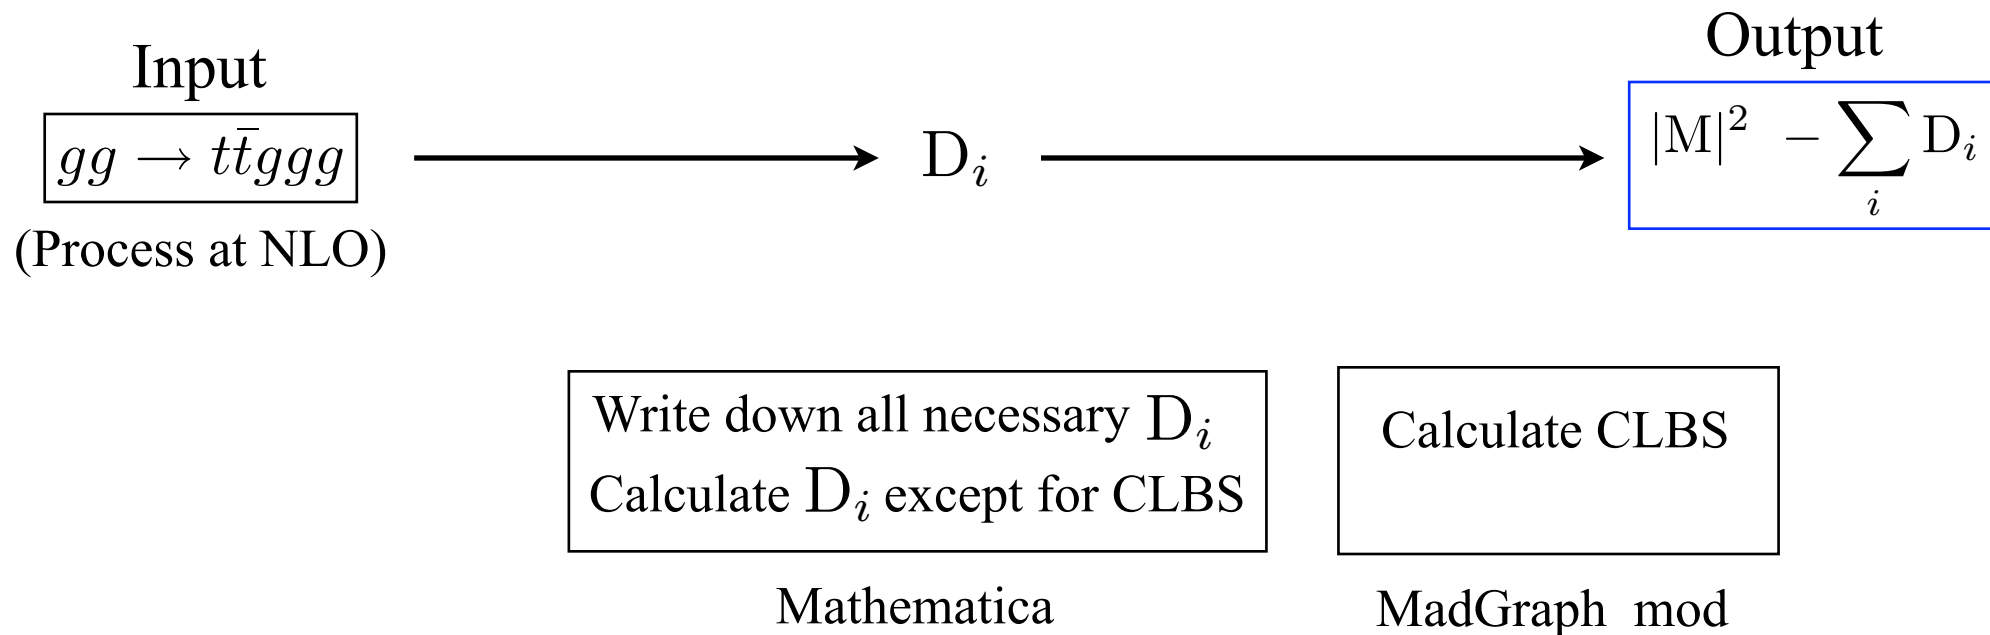 Input
gg → tt̄ggg
(Process at NLO)
D_i
Output
|M|² − ∑_i D_i
Write down all necessary D_i
Calculate D_i except for CLBS
Mathematica
Calculate CLBS
MadGraph mod